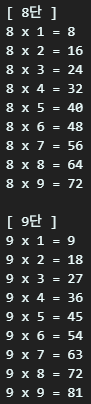 [ 8단 ]
8 x 1 = 8
8 x 2 = 16
8 x 3 = 24
8 x 4 = 32
8 x 5 = 40
8 x 6 = 48
8 x 7 = 56
8 x 8 = 64
8 x 9 = 72

[ 9단 ]
9 x 1 = 9
9 x 2 = 18
9 x 3 = 27
9 x 4 = 36
9 x 5 = 45
9 x 6 = 54
9 x 7 = 63
9 x 8 = 72
9 x 9 = 81